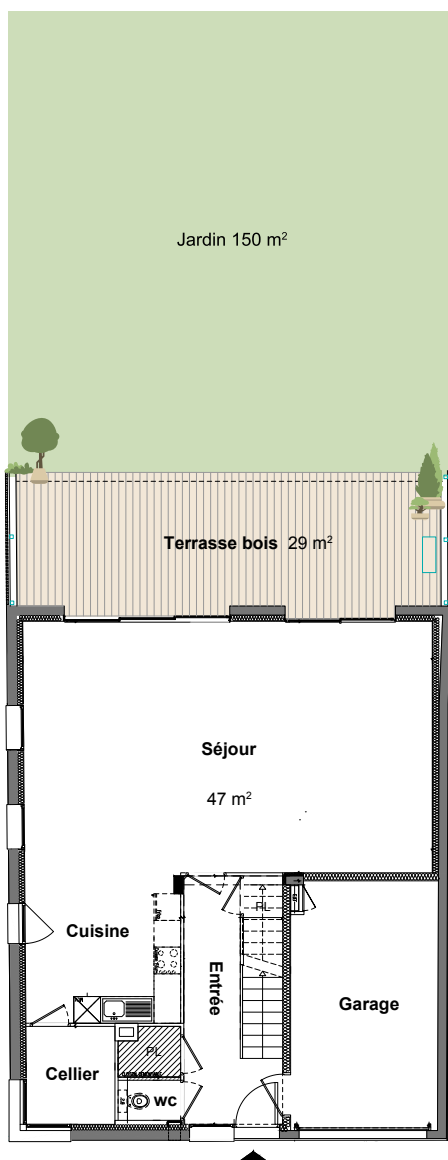 Jardin 150 m²
Terrasse bois 29 m²
Séjour
47 m²
PL
Cuisine
Entrée
Garage
PL
Cellier
wc